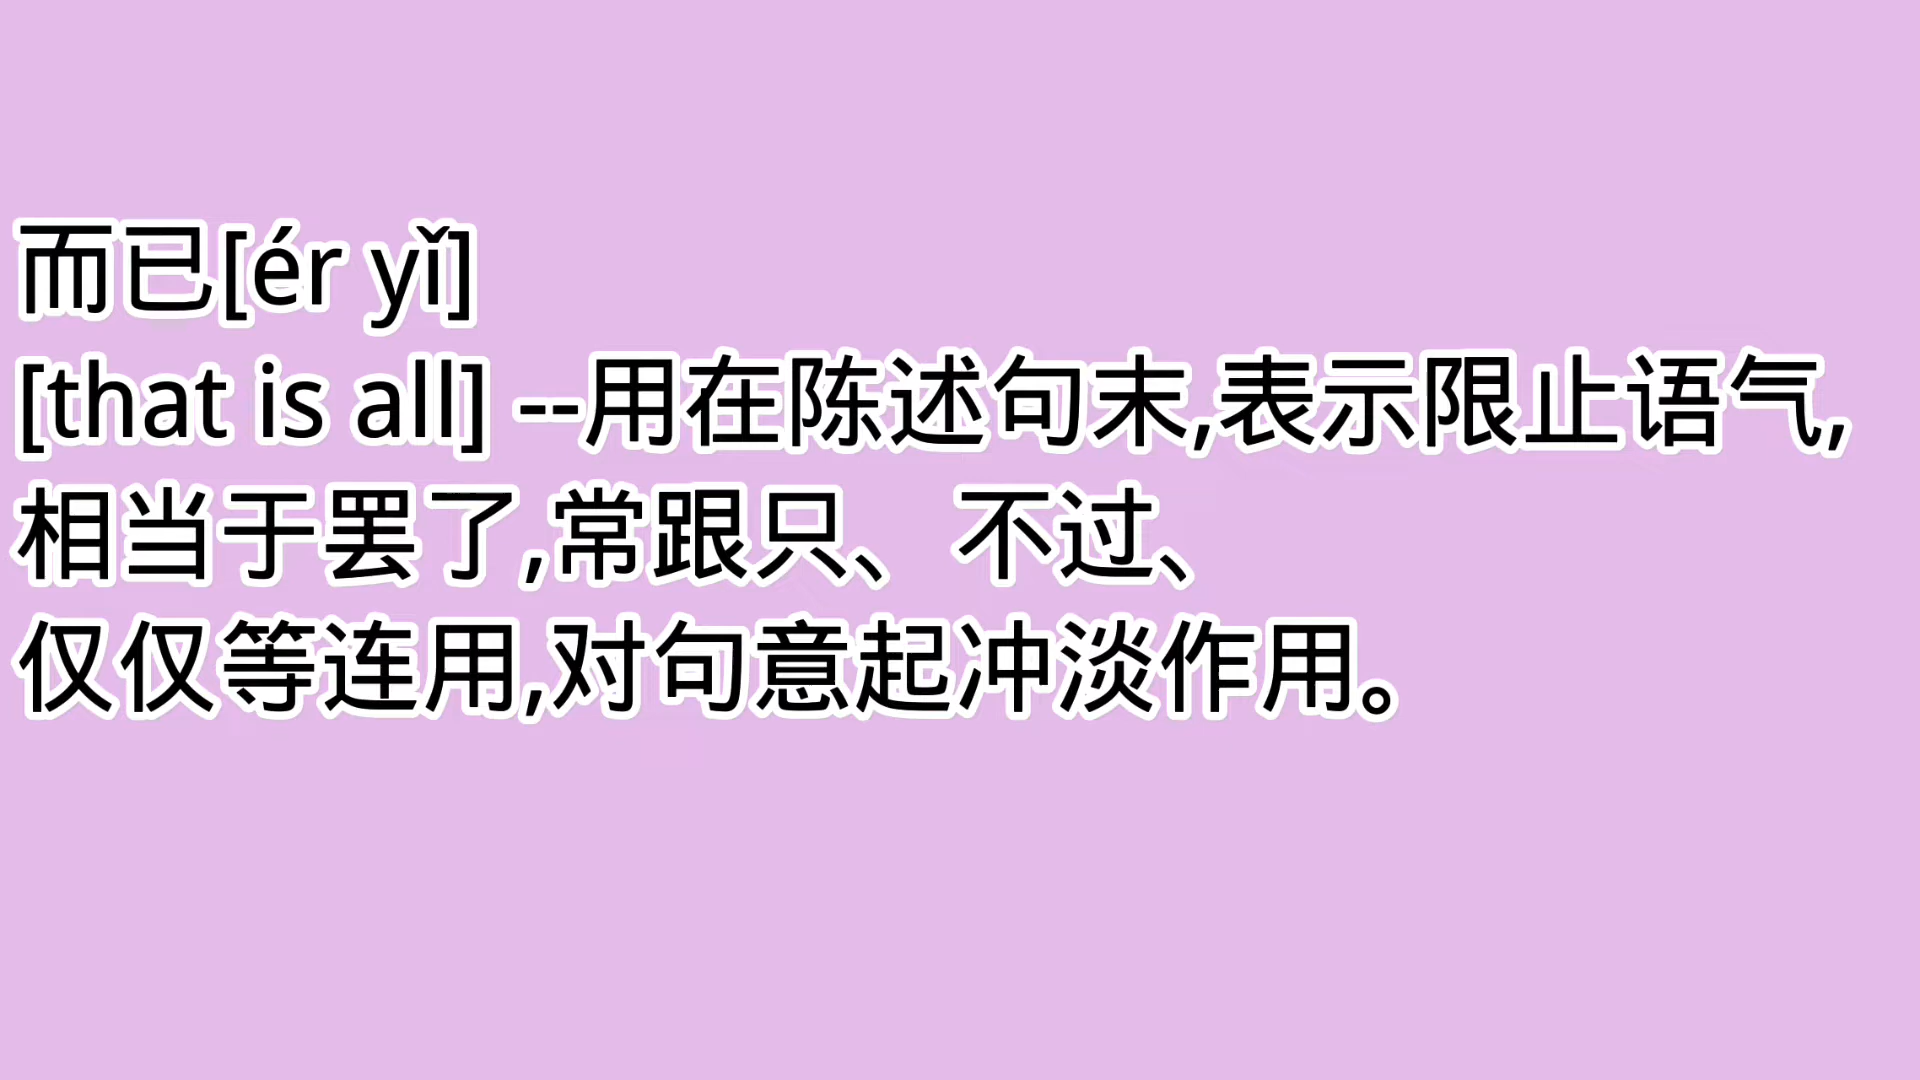 而已[ér yǐ]
[that is all] --用在陈述句末,表示限止语气,
相当于罢了,常跟只、不过、
仅仅等连用,对句意起冲淡作用。